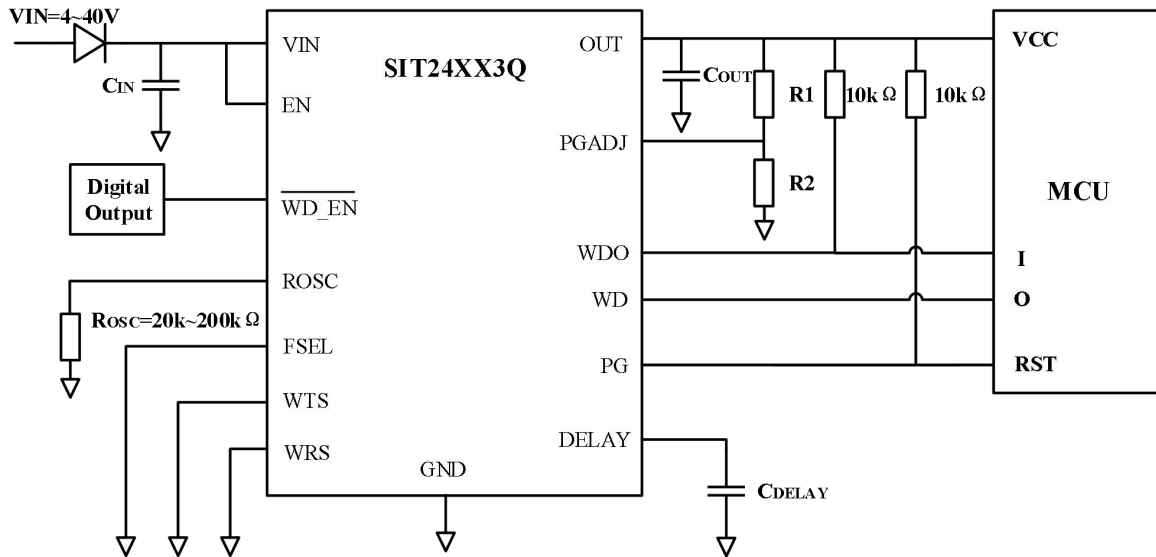 VIN=4~40V
CIN
VIN
EN
Digital
Output
WD_EN
ROSC
ROSC=20k~200kΩ
FSEL
WTS
WRS
SIT24XX3Q
GND
OUT
PGADJ
WDO
WD
PG
DELAY
COUT
R1
10kΩ
10kΩ
R2
CDELAY
VCC
MCU
I
O
RST